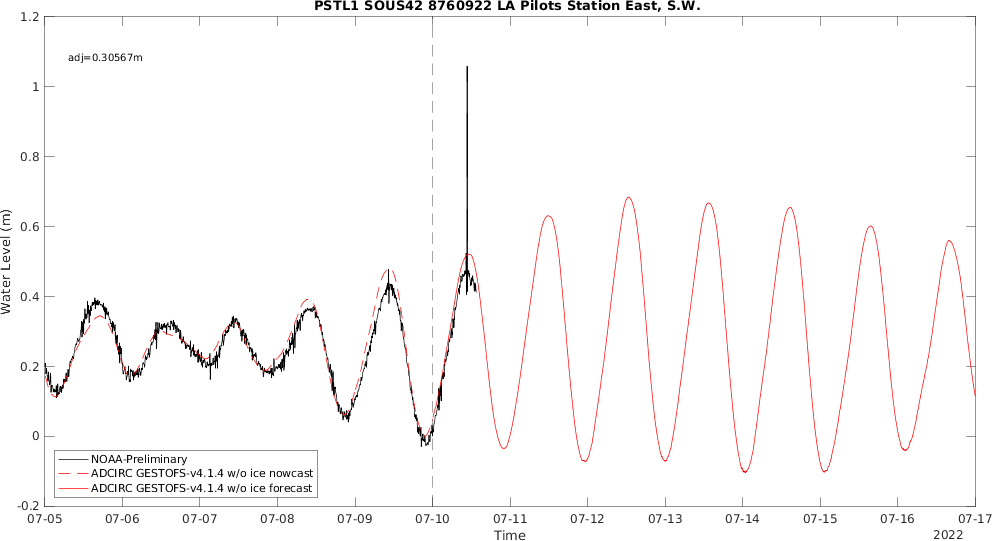 PSTL1 SOUS42 8760922 LA Pilots Station East, S.W.
adj=0.30567m
Water Level (m)
1.2
1
0.8
0.6
0.4
0.2
0
-0.2
NOAA-Preliminary
ADCIRC GESTOFS-v4.1.4 w/o ice nowcast
ADCIRC GESTOFS-v4.1.4 w/o ice forecast
07-05 07-06 07-07 07-08 07-09 07-10 07-11 07-12 07-13 07-14 07-15 07-16 07-17
Time
2022